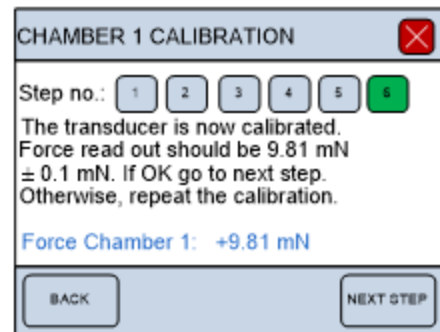 CHAMBER 1 CALIBRATION
Step no.: 1 2 3 4 5 6
The transducer is now calibrated.
Force read out should be 9.81 mN
± 0.1 mN. If OK go to next step.
Otherwise, repeat the calibration.
Force Chamber 1: +9.81 mN
BACK NEXT STEP